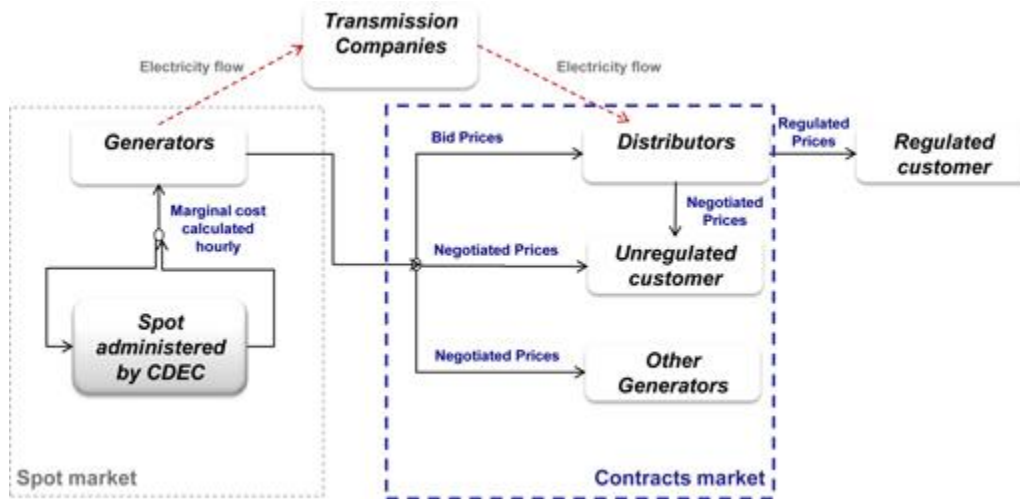 Transmission
Companies
Electricity flow
Electricity flow
Generators
Bid Prices
Distributors
Regulated
Prices
Regulated
customer
Marginal cost
calculated
hourly
Negotiated
Prices
Negotiated Prices
Unregulated
customer
Spot
administered
by CDEC
Negotiated Prices
Other
Generators
Spot market
Contracts market